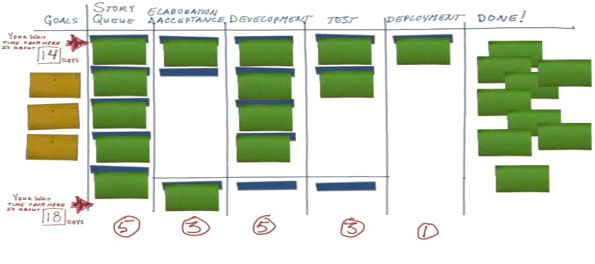 GOALS
STORY
QUEUE
ELABORATION
& ACCEPTANCE
DEVELOPMENT
TEST
DEPLOYMENT
DONE!
YOUR WAIT
TIME FROM HERE
IS ABOUT
14
DAYS
YOUR WAIT
TIME FROM HERE
IS ABOUT
18
DAYS
5
3
5
3
1